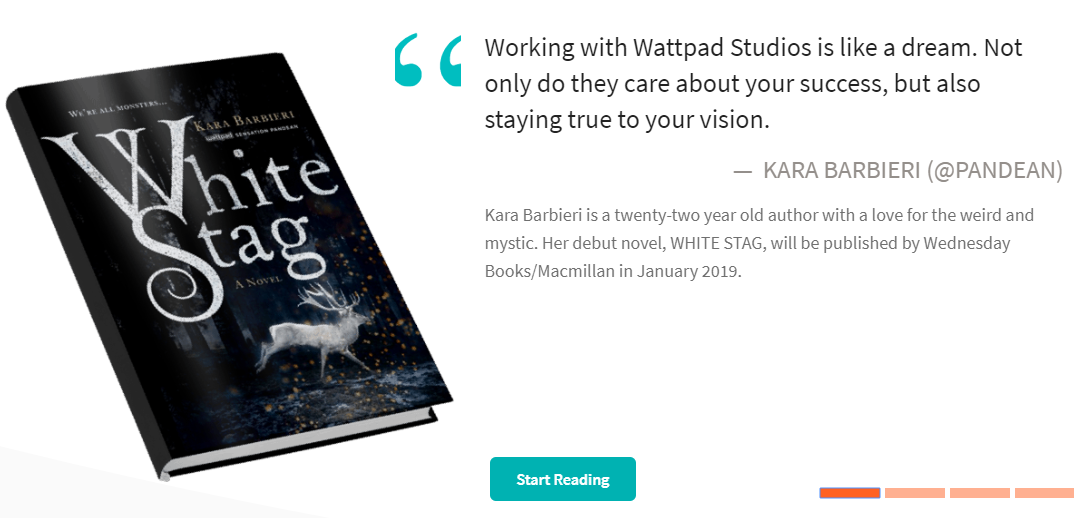 WE'RE ALL MONSTERS...
KARA BARBIERI
WATTPAD SENSATION PANDEAN
White
Stag
A NOVEL
“
Working with Wattpad Studios is like a dream. Not
only do they care about your success, but also
staying true to your vision.
— KARA BARBIERI (@PANDEAN)
Kara Barbieri is a twenty-two year old author with a love for the weird and
mystic. Her debut novel, WHITE STAG, will be published by Wednesday
Books/Macmillan in January 2019.
Start Reading